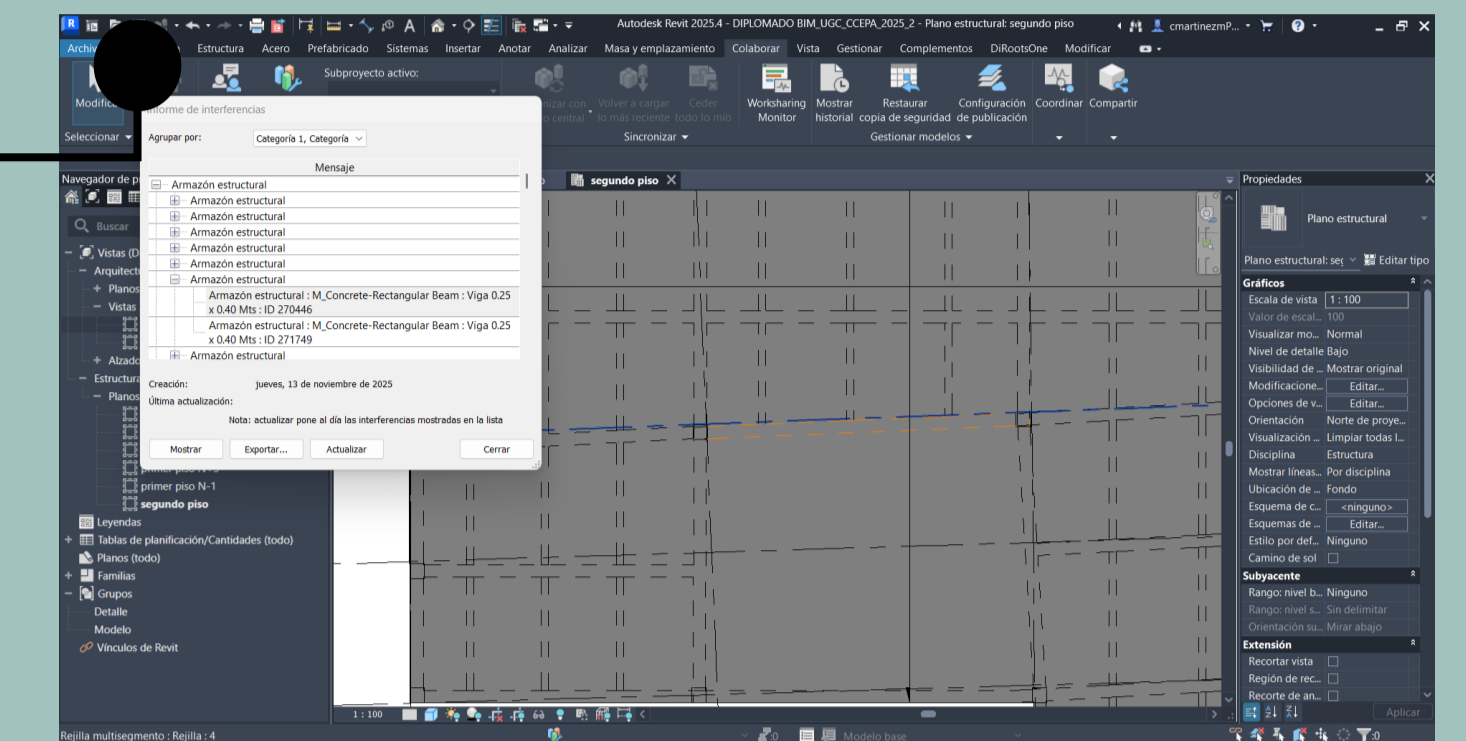 Autodesk Revit 2025.4 - DIPLOMADO BIM_UGC_CCEPA_2025_2 - Plano estructural: segundo piso
cmartinezmP...
Estructura Acero Prefabricado Sistemas Insertar Anotar Analizar Masa y emplazamiento Colaborar Vista Gestionar Complementos DiRootsOne Modificar
Subproyecto activo:
Volver a cargar Ceder Worksharing Mostrar Restaurar Configuración Coordinar Compartir
lo más reciente todo lo mío Monitor historial copia de seguridad de publicación
Seleccionar Sincronizar Gestionar modelos
Informe de interferencias
Agrupar por: Categoría 1, Categoría
Mensaje
Armazón estructural
Armazón estructural
Armazón estructural
Armazón estructural
Armazón estructural
Armazón estructural
Armazón estructural
Armazón estructural : M_Concrete-Rectangular Beam : Viga 0.25
x 0.40 Mts : ID 270446
Armazón estructural : M_Concrete-Rectangular Beam : Viga 0.25
x 0.40 Mts : ID 271749
Armazón estructural
Creación: jueves, 13 de noviembre de 2025
Última actualización:
Nota: actualizar pone al día las interferencias mostradas en la lista
Mostrar Exportar... Actualizar Cerrar
Navegador de p
Buscar
Vistas (D
Arquitect
Planos
Vistas
Alzado
Estructura
Planos
primer piso N-1
segundo piso
Leyendas
Tablas de planificación/Cantidades (todo)
Planos (todo)
Familias
Grupos
Detalle
Modelo
Vínculos de Revit
segundo piso
Propiedades
Plano estructural
Plano estructural: seg Editar tipo
Gráficos
Escala de vista 1 : 100
Valor de escal... 100
Visualizar mo... Normal
Nivel de detalle Bajo
Visibilidad de ... Mostrar original
Modificacione... Editar...
Opciones de v... Editar...
Orientación Norte de proye...
Visualización ... Limpiar todas l...
Disciplina Estructura
Mostrar líneas... Por disciplina
Ubicación de ... Fondo
Esquema de c... <ninguno>
Esquemas de ... Editar...
Estilo por def... Ninguno
Camino de sol
Subyacente
Rango: nivel b... Ninguno
Rango: nivel s... Sin delimitar
Orientación su... Mirar abajo
Extensión
Recortar vista
Región de rec...
Recorte de an...
Aplicar
1 : 100
Rejilla multisegmento : Rejilla : 4
:0 Modelo base :0